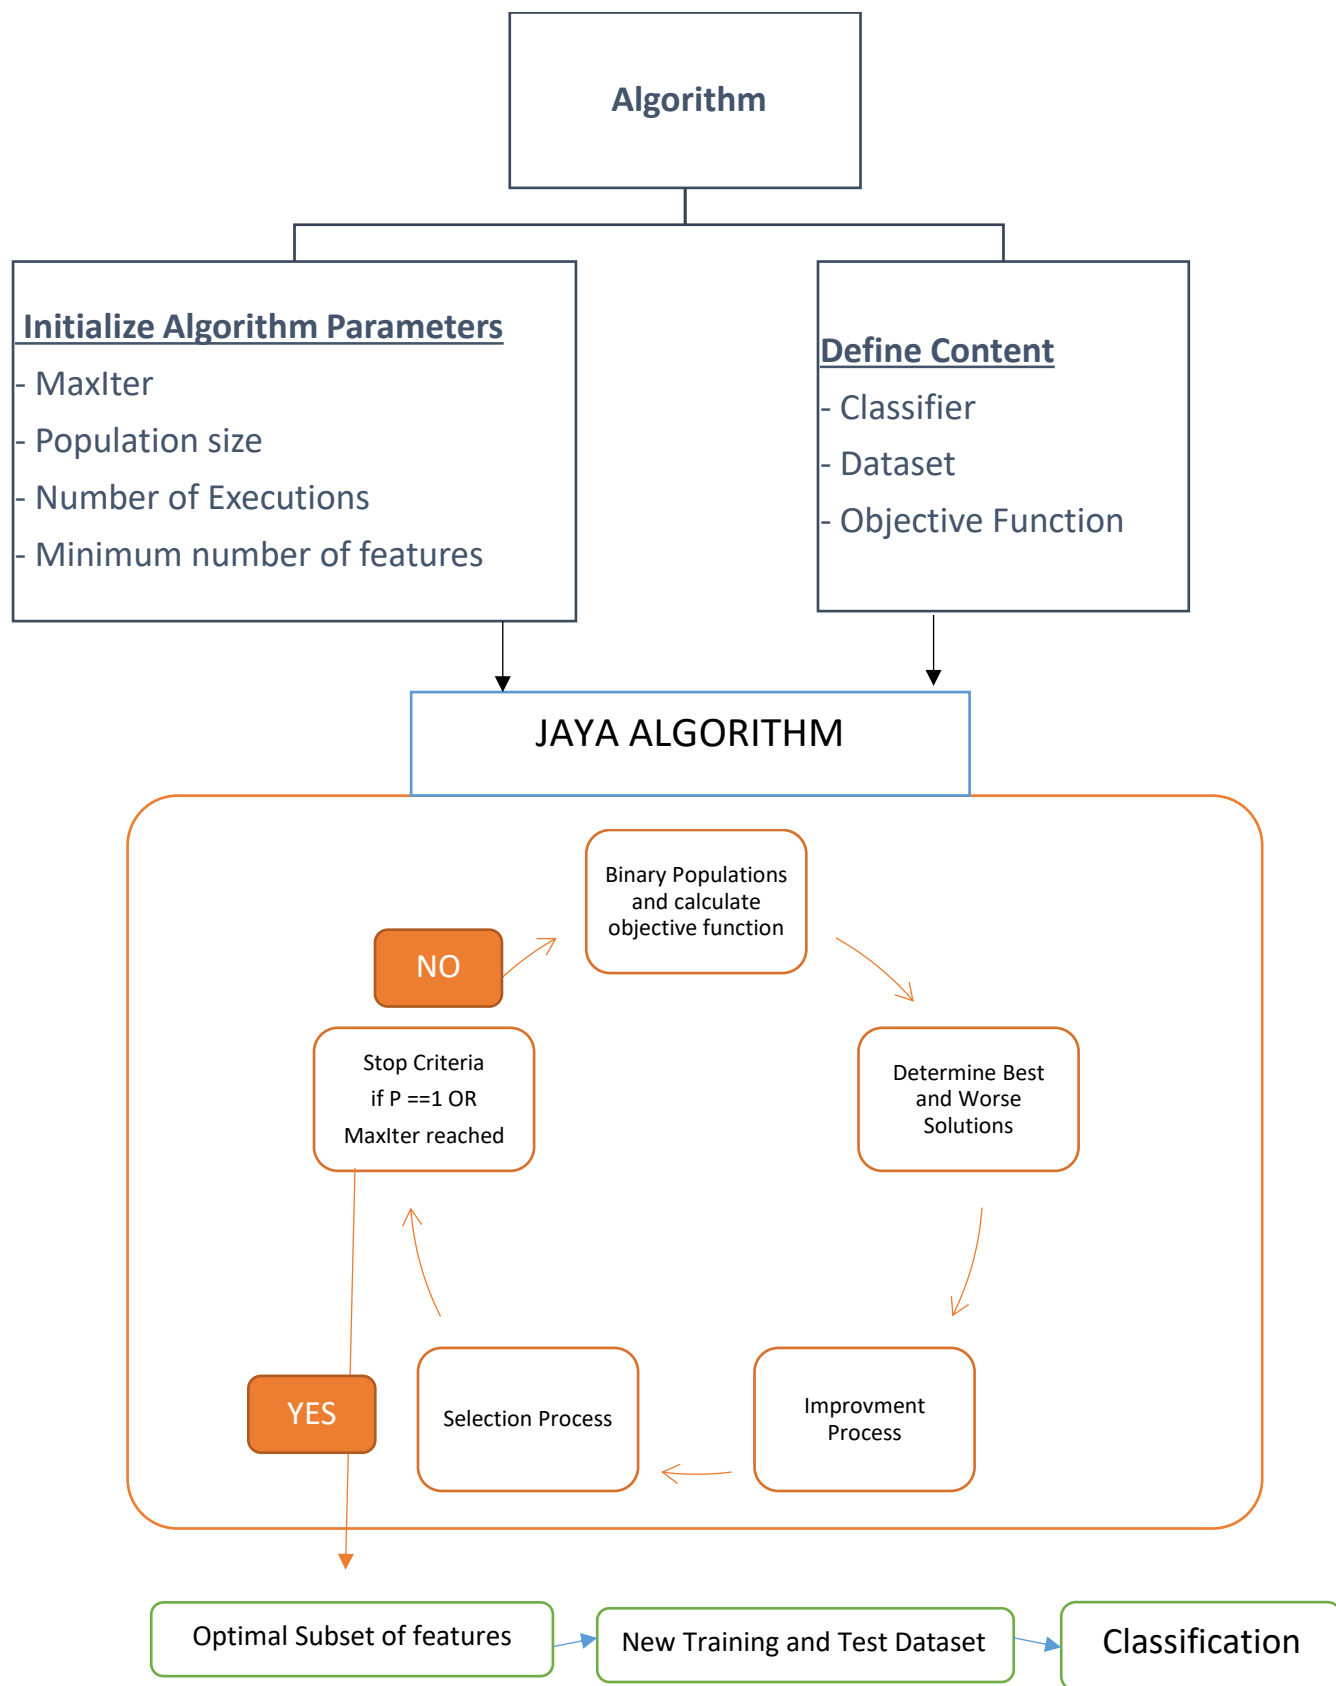 Algorithm
Initialize Algorithm Parameters
- MaxIter
- Population size
- Number of Executions
- Minimum number of features
Define Content
- Classifier
- Dataset
- Objective Function
JAYA ALGORITHM
Binary Populations
and calculate
objective function
NO
Stop Criteria
if P ==1 OR
MaxIter reached
Determine Best
and Worse
Solutions
YES
Selection Process
Improvment
Process
Optimal Subset of features
New Training and Test Dataset
Classification